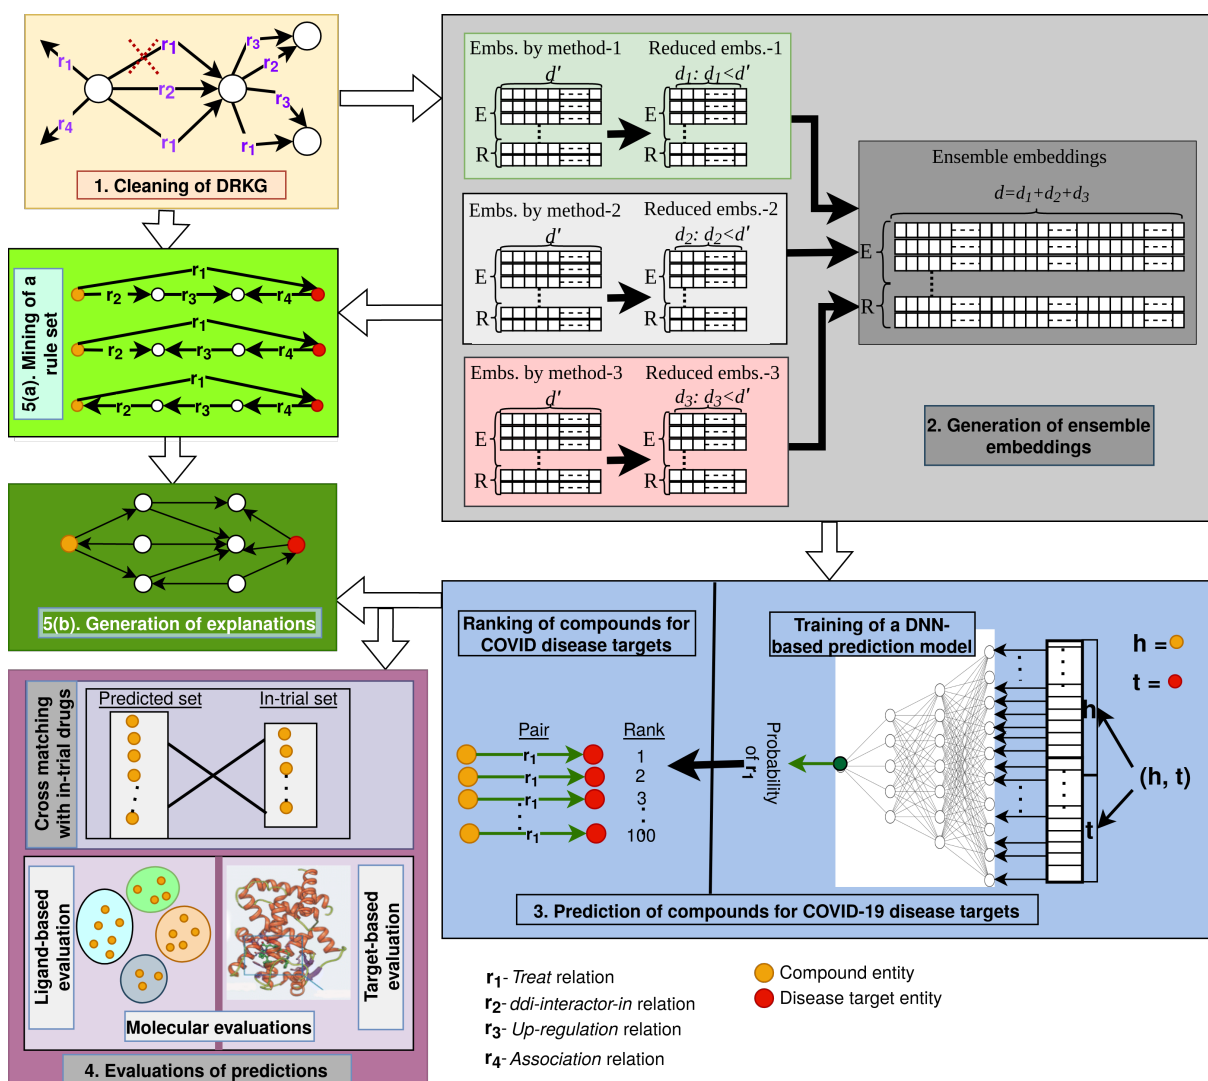 r1
r3
r1
r2
r2
r4
r3
r1
r1
1. Cleaning of DRKG
Embs. by method-1
Reduced embs.-1
d'
d1: d1<d'
E
E
R
R
Embs. by method-2
Reduced embs.-2
d'
d2: d2<d'
E
E
R
R
Embs. by method-3
Reduced embs.-3
d'
d3: d3<d'
E
E
R
R
Ensemble embeddings
d=d1+d2+d3
E
R
2. Generation of ensemble
embeddings
5(a). Mining of a
rule set
r1
r2 r3 r4
r1
r2 r3 r4
r1
r2 r3 r4
5(b). Generation of explanations
Ranking of compounds for
COVID disease targets
Pair
Rank
r1
1
r1
2
r1
3
r1
100
Training of a DNN-
based prediction model
Probability
of r1
h
t
(h, t)
h =
t =
3. Prediction of compounds for COVID-19 disease targets
Cross matching
with in-trial drugs
Predicted set
In-trial set
Ligand-based
evaluation
Target-based
evaluation
Molecular evaluations
4. Evaluations of predictions
r1- Treat relation
r2- ddi-interactor-in relation
r3- Up-regulation relation
r4- Association relation
Compound entity
Disease target entity